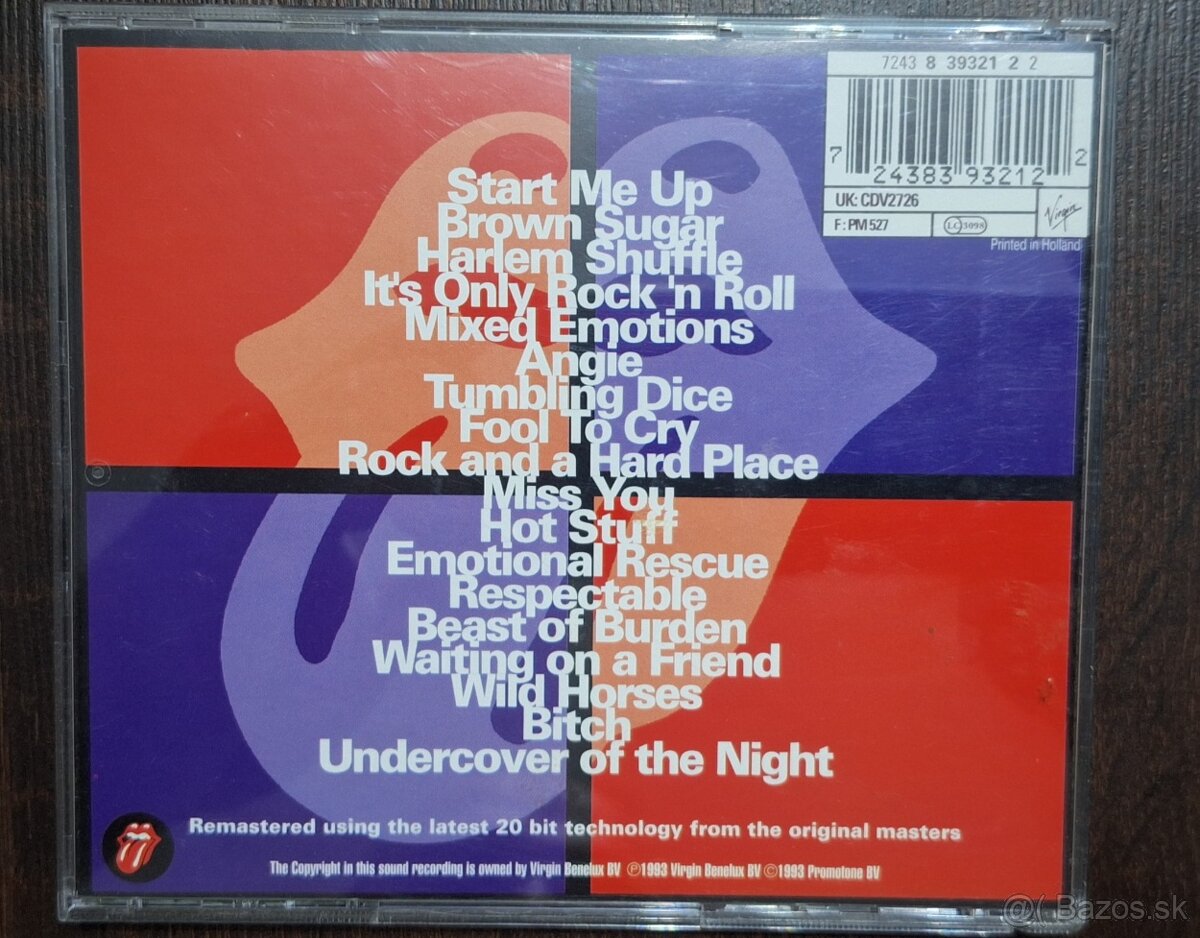 7243 8 39321 2 2
7 24383 93212 2
UK: CDV2726
F: PM 527
LC 3098
Virgin
Printed in Holland
Start Me Up
Brown Sugar
Harlem Shuffle
It's Only Rock 'n Roll
Mixed Emotions
Angie
Tumbling Dice
Fool To Cry
Rock and a Hard Place
Miss You
Hot Stuff
Emotional Rescue
Respectable
Beast of Burden
Waiting on a Friend
Wild Horses
Bitch
Undercover of the Night
Remastered using the latest 20 bit technology from the original masters
The Copyright in this sound recording is owned by Virgin Benelux BV ℗1993 Virgin Benelux BV ©1993 Promotone BV
Bazos.sk